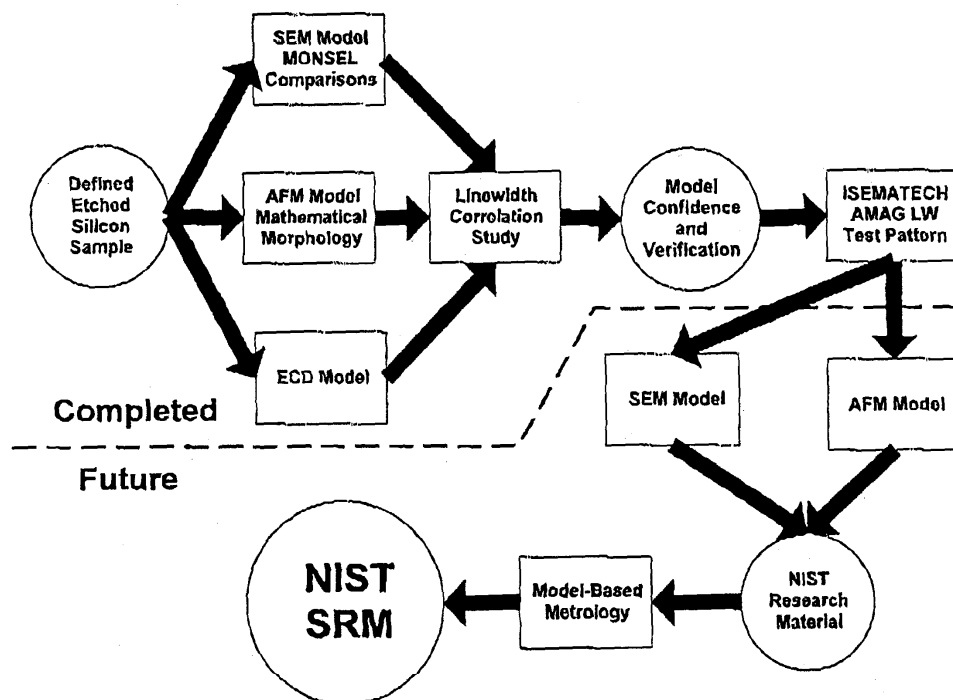 SEM Model
MONSEL
Comparisons
Defined
Etched
Silicon
Sample
AFM Model
Mathematical
Morphology
Linewidth
Correlation
Study
Model
Confidence
and
Verification
ISEMATECH
AMAG LW
Test Pattern
ECD Model
SEM Model
AFM Model
Completed
Future
NIST
SRM
Model-Based
Metrology
NIST
Research
Material